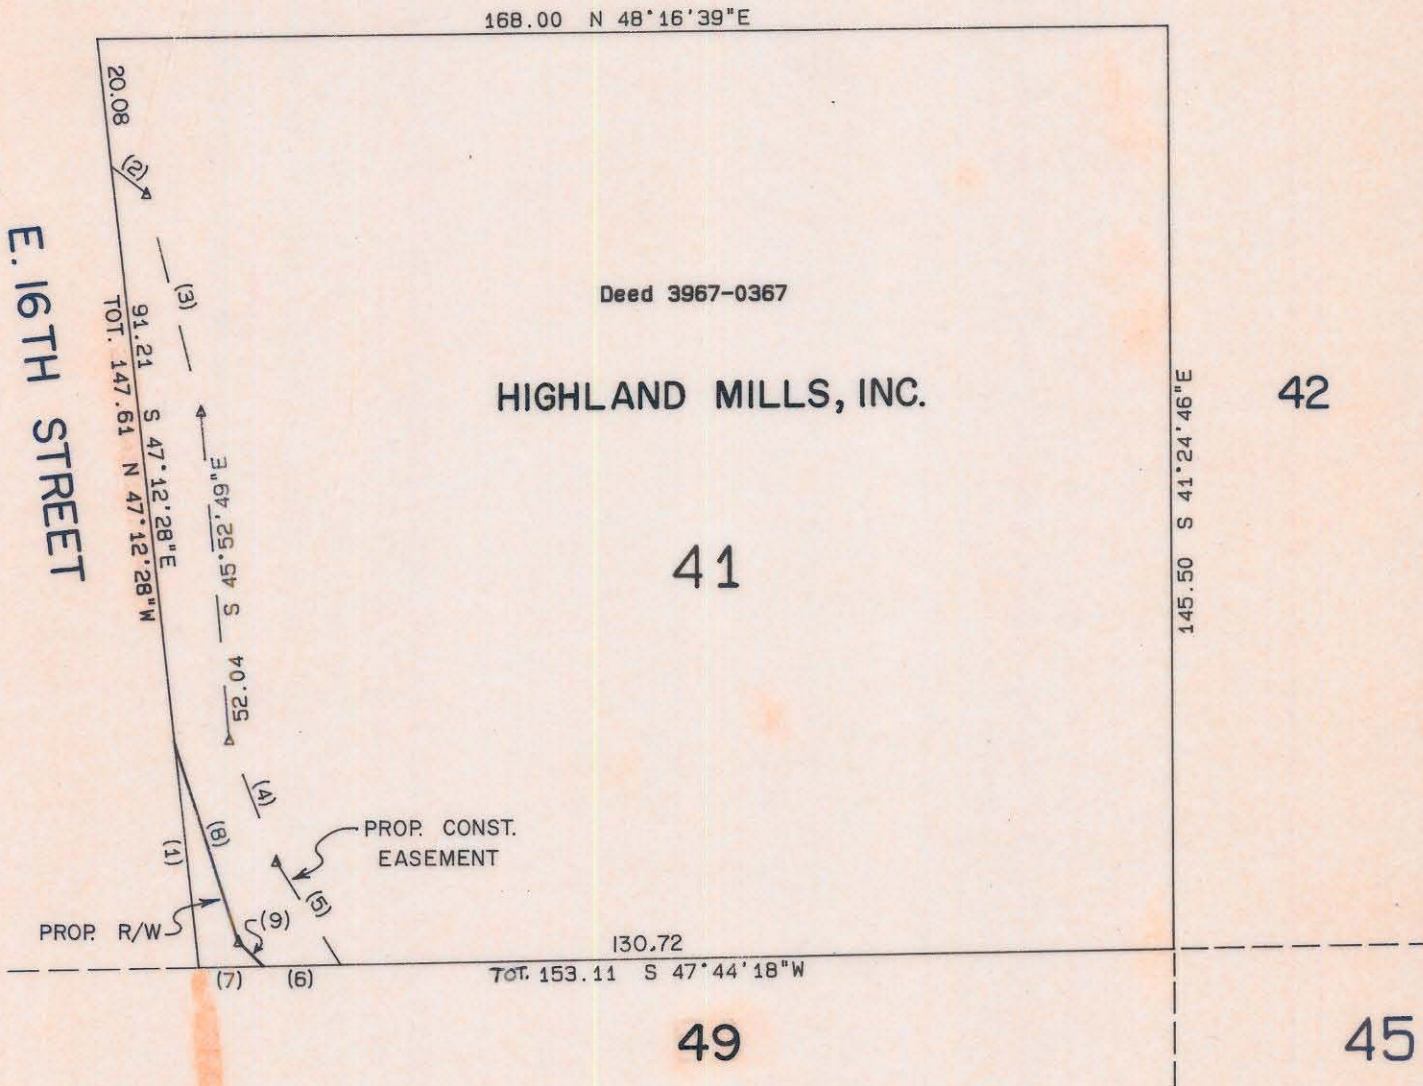 168.00 N 48°16'39"E
20.08
(2)
(3)
E. 16TH STREET
91.21 S 47°12'28"E
TOT. 147.61 N 47°12'28"W
S 45°52'49"E
52.04
Deed 3967-0367
HIGHLAND MILLS, INC.
41
145.50 S 41°24'46"E
42
(4)
(8)
(1)
PROP. CONST.
EASEMENT
(5)
(9)
PROP. R/W
130.72
(7)
(6)
TOT. 153.11 S 47°44'18"W
49
45